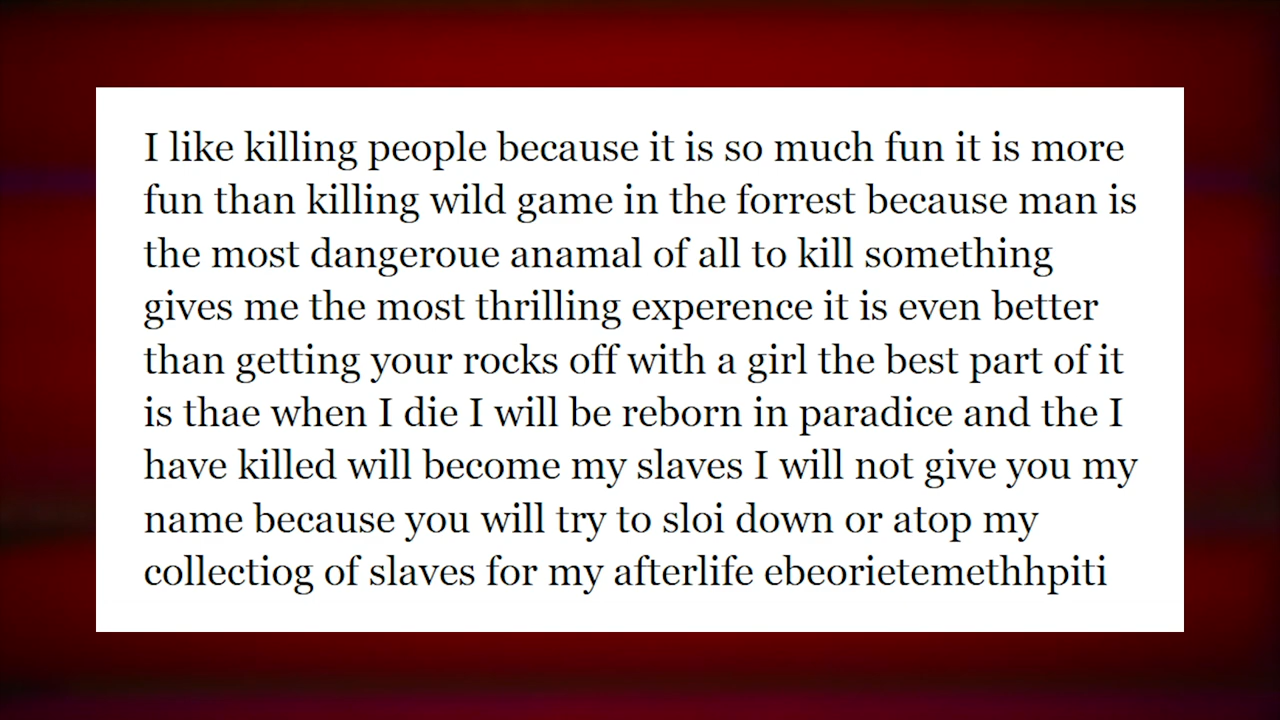 I like killing people because it is so much fun it is more
fun than killing wild game in the forrest because man is
the most dangeroue anamal of all to kill something
gives me the most thrilling experence it is even better
than getting your rocks off with a girl the best part of it
is thae when I die I will be reborn in paradice and the I
have killed will become my slaves I will not give you my
name because you will try to sloi down or atop my
collectiog of slaves for my afterlife ebeorietemethhpiti